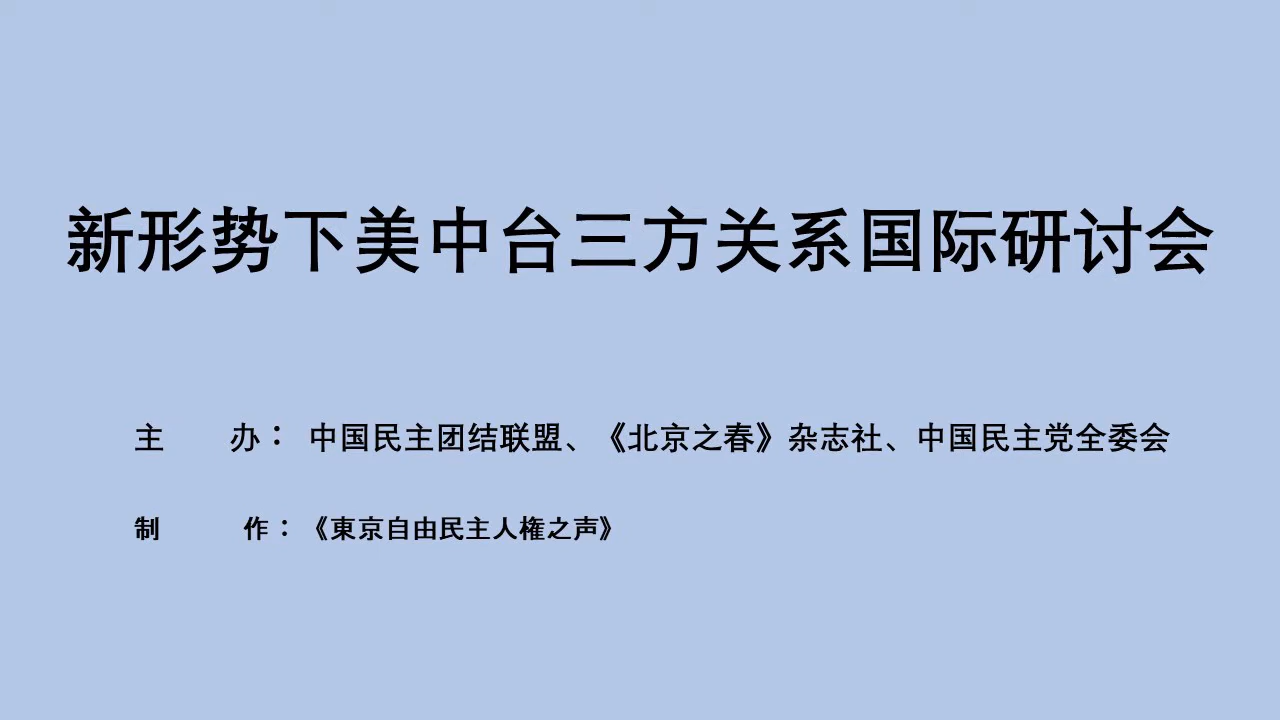 新形势下美中台三方关系国际研讨会
主 办： 中国民主团结联盟、《北京之春》杂志社、中国民主党全委会
制 作：《東京自由民主人権之声》